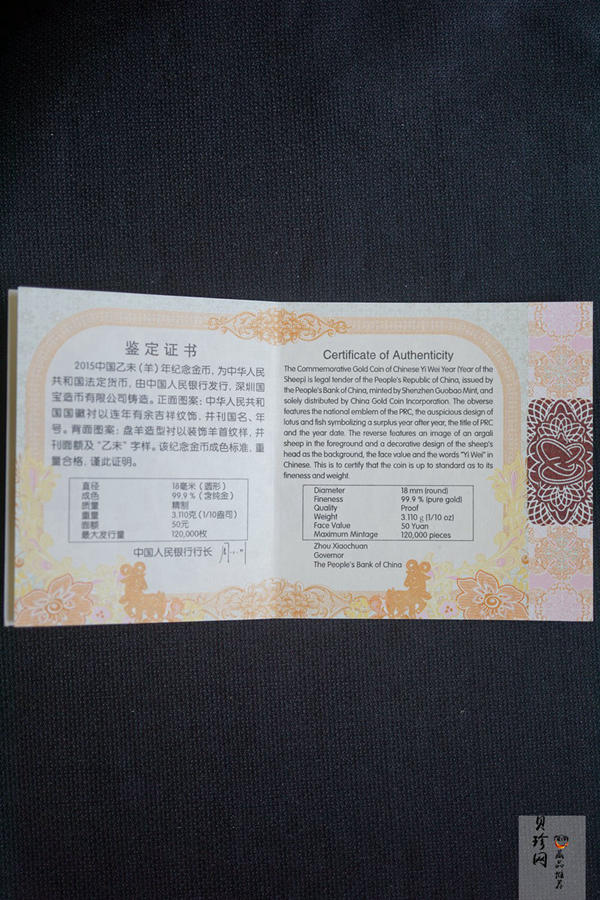 鉴定证书
2015中国乙未（羊）年纪念金币，为中华人民
共和国法定货币，由中国人民银行发行，深圳国
宝造币有限公司铸造。正面图案：中华人民共和
国国徽衬以连年有余吉祥纹饰，并刊国名、年
号。背面图案：盘羊造型衬以装饰羊首纹样，并
刊面额及“乙未”字样。该纪念金币成色标准，重
量合格，谨此证明。
直径 18毫米（圆形）
成色 99.9％（含纯金）
质量 精制
重量 3.110克（1/10盎司）
面额 50元
最大发行量 120,000枚
中国人民银行行长
Certificate of Authenticity
The Commemorative Gold Coin of Chinese Yi Wei Year (Year of the
Sheep) is legal tender of the People's Republic of China, issued by
the People's Bank of China, minted by Shenzhen Guobao Mint, and
solely distributed by China Gold Coin Incorporation. The obverse
features the national emblem of the PRC, the auspicious design of
lotus and fish symbolizing a surplus year after year, the title of PRC
and the year date. The reverse features an image of an argali
sheep in the foreground and a decorative design of the sheep's
head as the background, the face value and the words "Yi Wei" in
Chinese. This is to certify that the coin is up to standard as to its
fineness and weight.
Diameter 18 mm (round)
Fineness 99.9 % (pure gold)
Quality Proof
Weight 3.110 g (1/10 oz)
Face Value 50 Yuan
Maximum Mintage 120,000 pieces
Zhou Xiaochuan
Governor
The People's Bank of China
贝珍网
藏品推荐